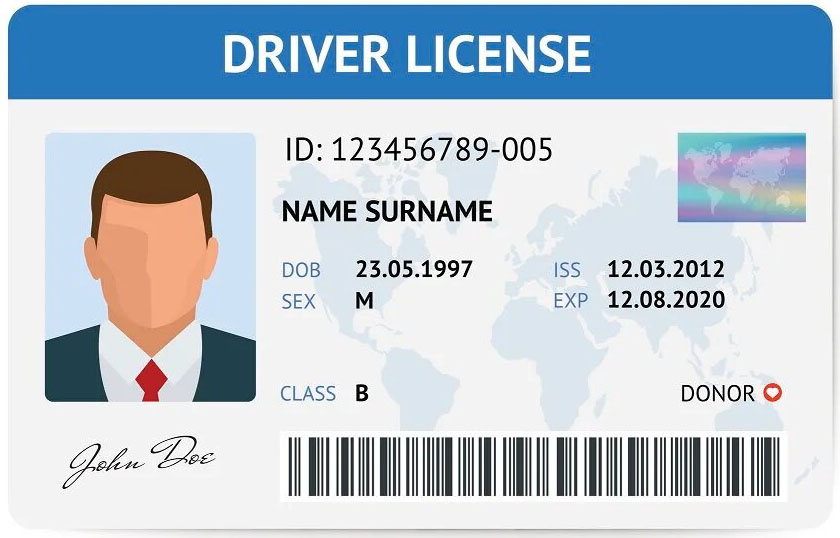 DRIVER LICENSE
ID: 123456789-005
NAME SURNAME
DOB 23.05.1997 ISS 12.03.2012
SEX M EXP 12.08.2020
CLASS B DONOR
John Doe